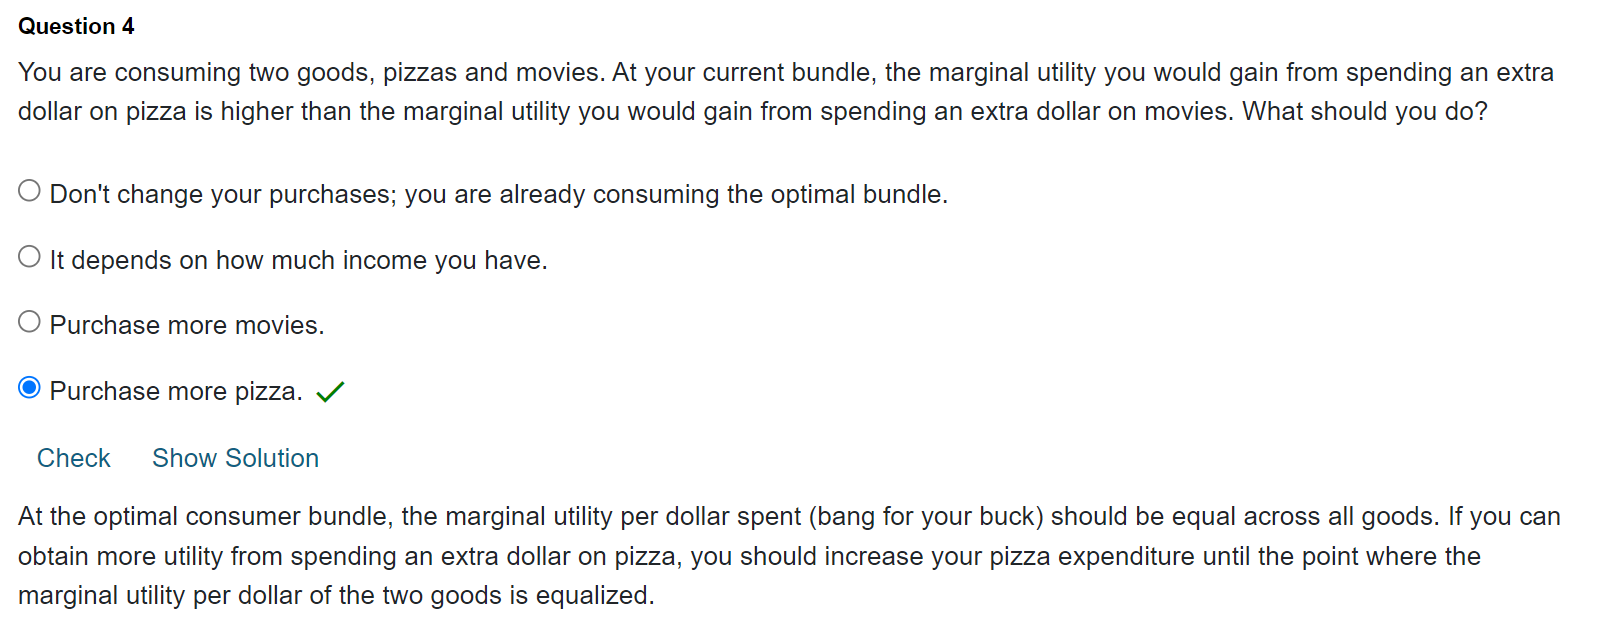 Question 4
You are consuming two goods, pizzas and movies. At your current bundle, the marginal utility you would gain from spending an extra
dollar on pizza is higher than the marginal utility you would gain from spending an extra dollar on movies. What should you do?
Don't change your purchases; you are already consuming the optimal bundle.
It depends on how much income you have.
Purchase more movies.
Purchase more pizza.
Check Show Solution
At the optimal consumer bundle, the marginal utility per dollar spent (bang for your buck) should be equal across all goods. If you can
obtain more utility from spending an extra dollar on pizza, you should increase your pizza expenditure until the point where the
marginal utility per dollar of the two goods is equalized.